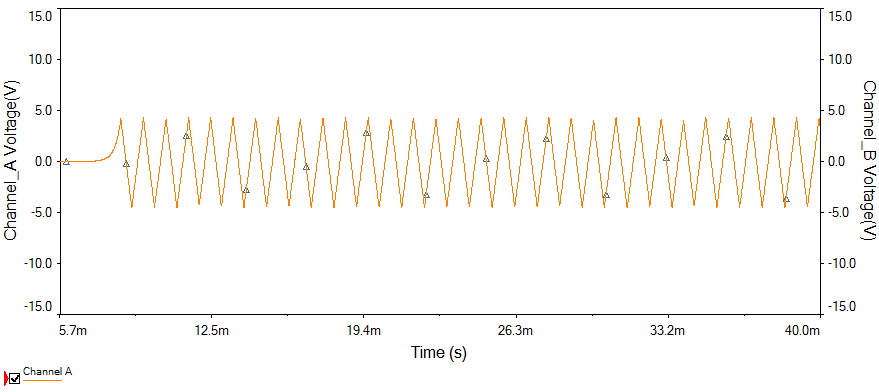 15.0 15.0
10.0 10.0
5.0 5.0
0.0 0.0
-5.0 -5.0
-10.0 -10.0
-15.0 -15.0
Channel_A Voltage(V)
Channel_B Voltage(V)
5.7m 12.5m 19.4m 26.3m 33.2m 40.0m
Time (s)
Channel A